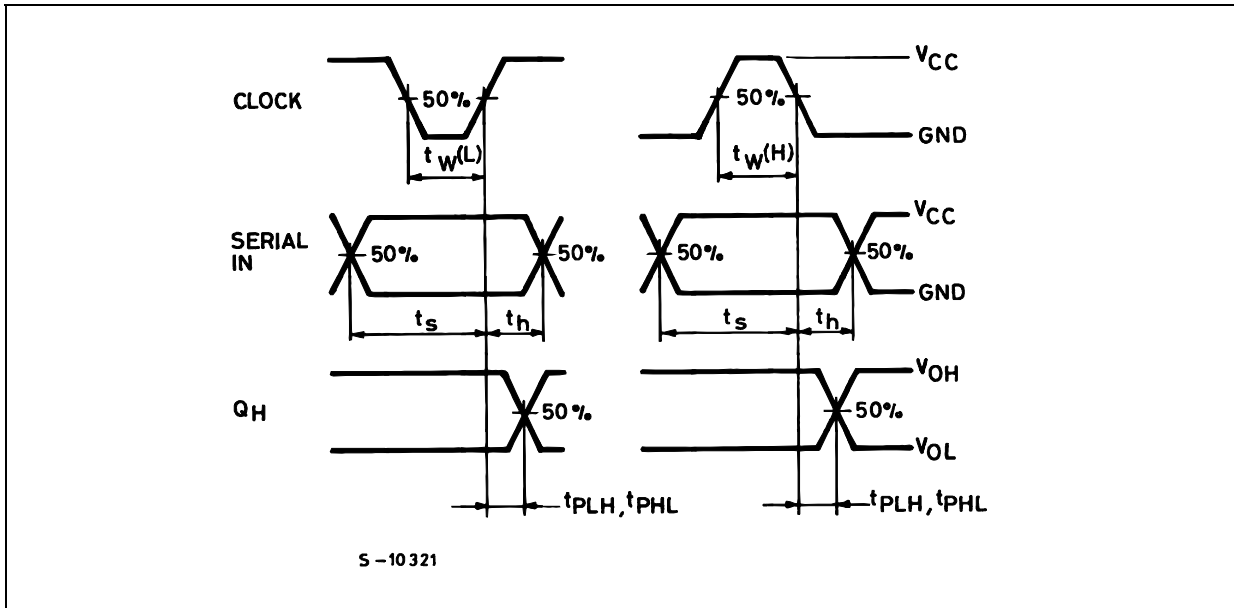 VCC
CLOCK 50% 50%
GND
tW(L) tW(H)
VCC
SERIAL IN 50% 50% 50% 50%
GND
ts th ts th
VOH
QH 50% 50%
VOL
tPLH, tPHL tPLH, tPHL
S-10321